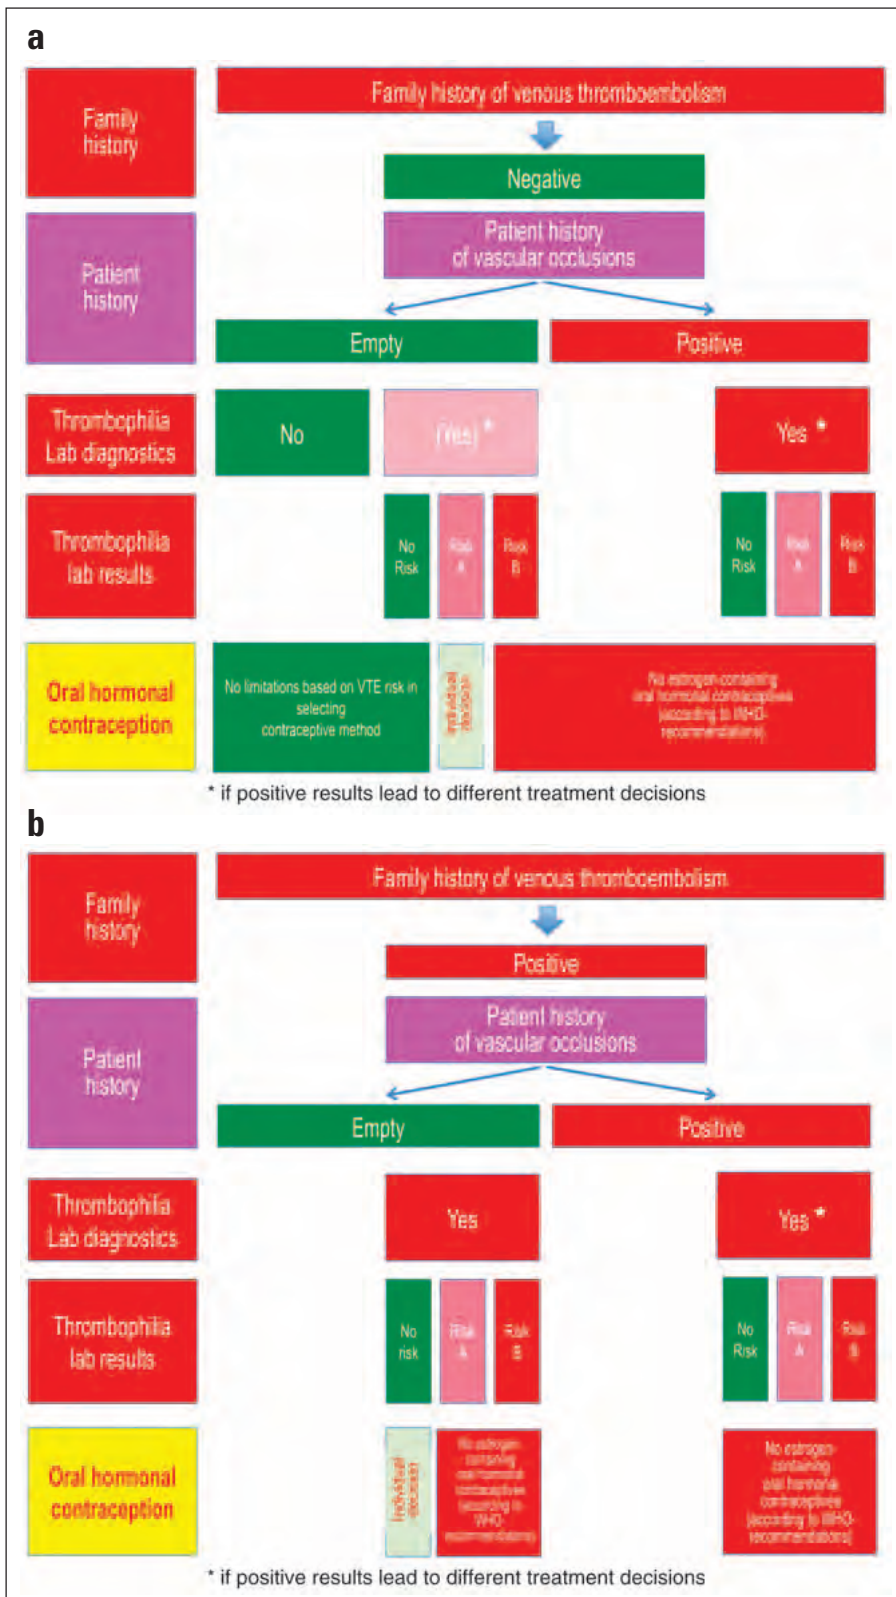 a
Family
history
Family history of venous thromboembolism
Negative
Patient
history
Patient history
of vascular occlusions
Empty
Positive
Thrombophilia
Lab diagnostics
No
(Yes) *
Yes *
Thrombophilia
lab results
No
Risk
Risk
A
Risk
B
No
Risk
Risk
A
Risk
B
Oral hormonal
contraception
No limitations based on VTE risk in
selecting
contraceptive method
Individual
decision
No estrogen-containing
oral hormonal contraceptives
(according to WHO-
recommendations)
* if positive results lead to different treatment decisions
b
Family
history
Family history of venous thromboembolism
Positive
Patient
history
Patient history
of vascular occlusions
Empty
Positive
Thrombophilia
Lab diagnostics
Yes
Yes *
Thrombophilia
lab results
No
risk
Risk
A
Risk
B
No
Risk
Risk
A
Risk
B
Oral hormonal
contraception
Individual
decision
No estrogen-
containing
oral hormonal
contraceptives
(according to
WHO-
recommendations)
No estrogen-
containing
oral hormonal
contraceptives
(according to WHO-
recommendations)
* if positive results lead to different treatment decisions